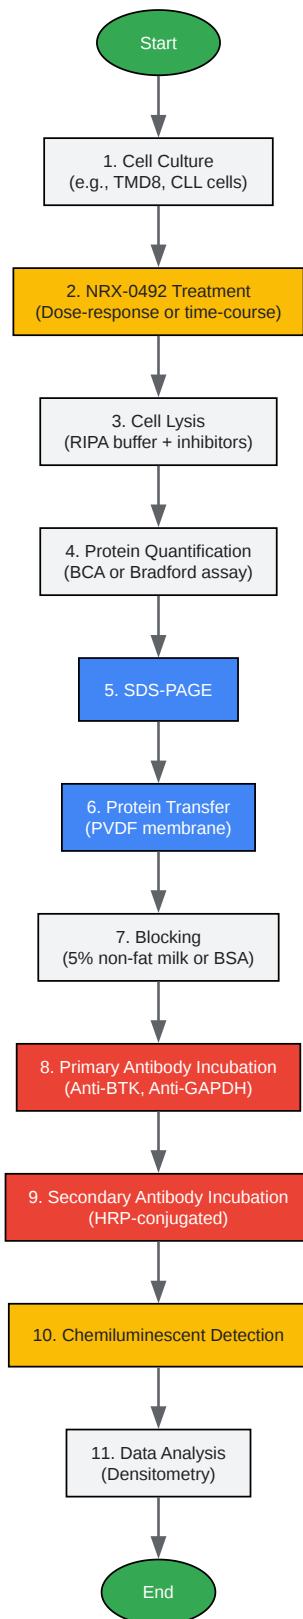 Start
1. Cell Culture
(e.g., TMD8, CLL cells)
2. NRX-0492 Treatment
(Dose-response or time-course)
3. Cell Lysis
(RIPA buffer + inhibitors)
4. Protein Quantification
(BCA or Bradford assay)
5. SDS-PAGE
6. Protein Transfer
(PVDF membrane)
7. Blocking
(5% non-fat milk or BSA)
8. Primary Antibody Incubation
(Anti-BTK, Anti-GAPDH)
9. Secondary Antibody Incubation
(HRP-conjugated)
10. Chemiluminescent Detection
11. Data Analysis
(Densitometry)
End